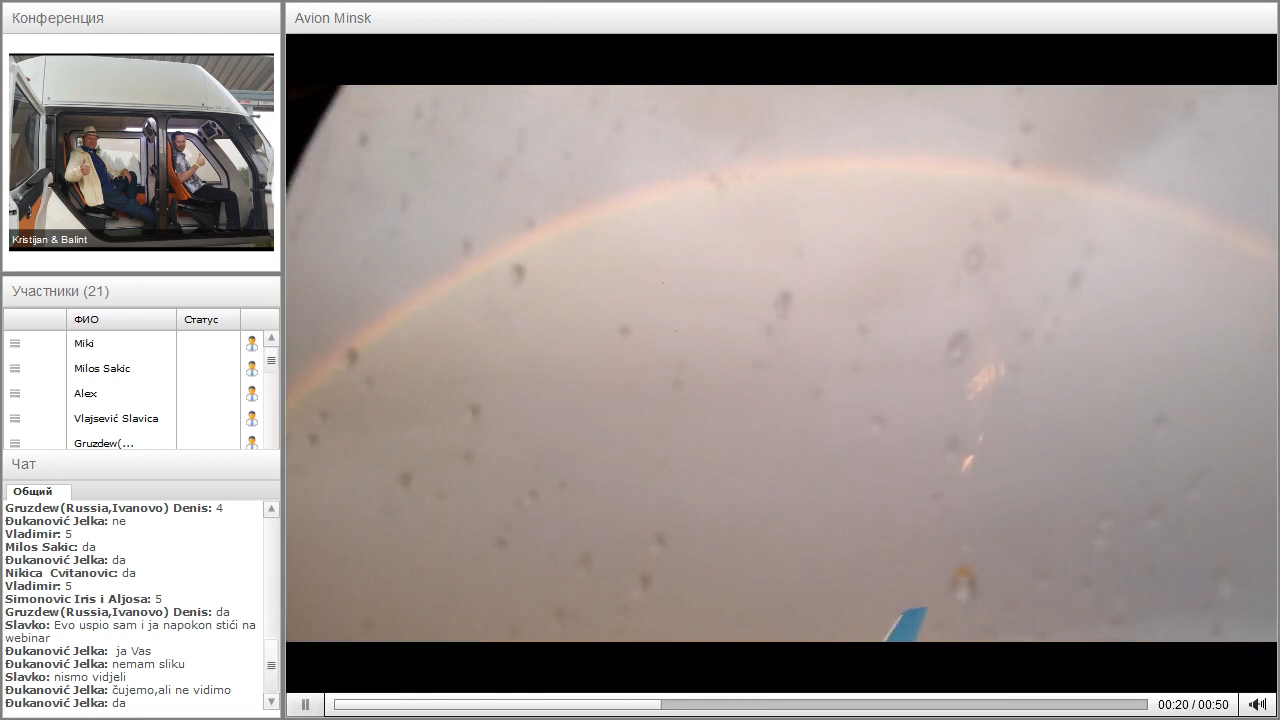 Конференция
Kristijan & Balint
Участники (21)
ФИО Статус
Miki
Milos Sakic
Alex
Vlajsević Slavica
Gruzdew(...
Чат
Общий
Gruzdew(Russia,Ivanovo) Denis: 4
Đukanović Jelka: ne
Vladimir: 5
Milos Sakic: da
Đukanović Jelka: da
Nikica Cvitanovic: da
Vladimir: 5
Simonovic Iris i Aljosa: 5
Gruzdew(Russia,Ivanovo) Denis: da
Slavko: Evo uspio sam i ja napokon stići na
webinar
Đukanović Jelka: ja Vas
Đukanović Jelka: nemam sliku
Slavko: nismo vidjeli
Đukanović Jelka: čujemo,ali ne vidimo
Đukanović Jelka: da
Avion Minsk
00:20 / 00:50